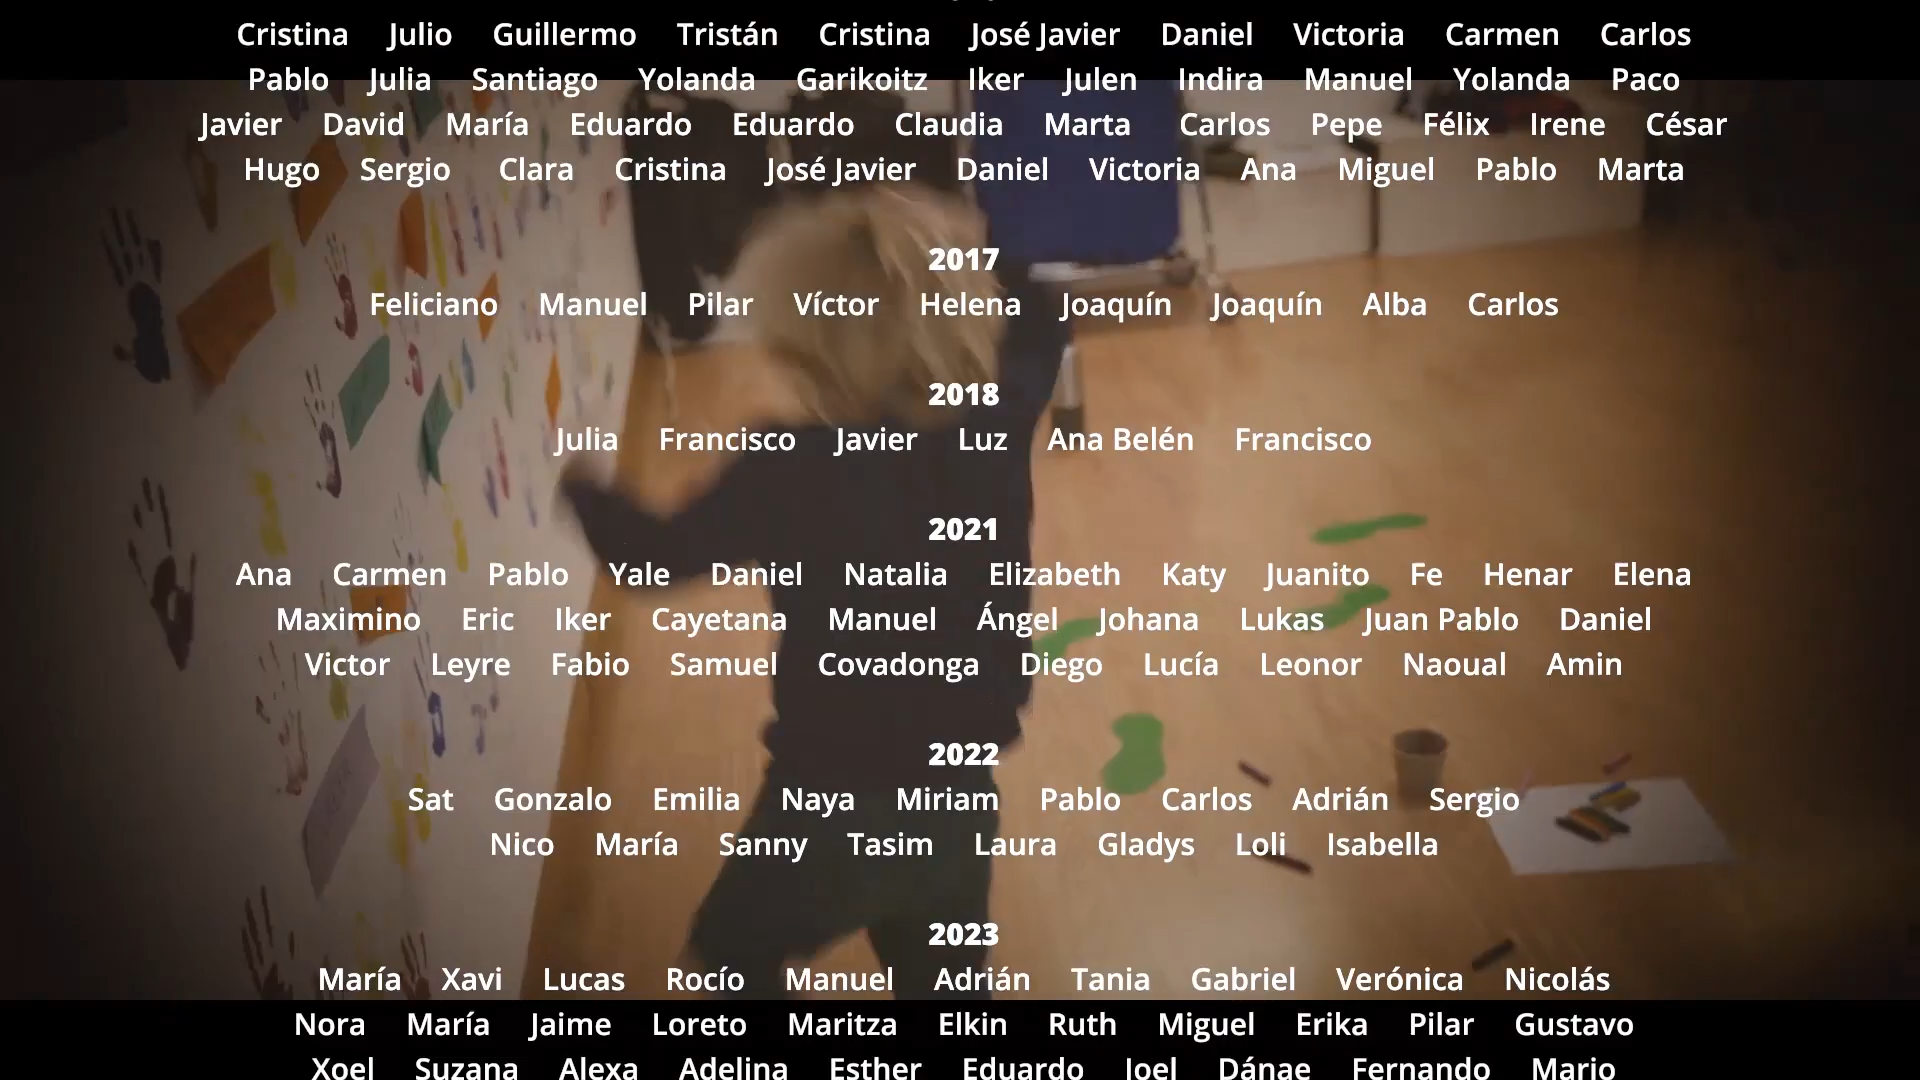 Cristina Julio Guillermo Tristán Cristina José Javier Daniel Victoria Carmen Carlos
Pablo Julia Santiago Yolanda Garikoitz Iker Julen Indira Manuel Yolanda Paco
Javier David María Eduardo Eduardo Claudia Marta Carlos Pepe Félix Irene César
Hugo Sergio Clara Cristina José Javier Daniel Victoria Ana Miguel Pablo Marta
2017
Feliciano Manuel Pilar Víctor Helena Joaquín Joaquín Alba Carlos
2018
Julia Francisco Javier Luz Ana Belén Francisco
2021
Ana Carmen Pablo Yale Daniel Natalia Elizabeth Katy Juanito Fe Henar Elena
Maximino Eric Iker Cayetana Manuel Ángel Johana Lukas Juan Pablo Daniel
Victor Leyre Fabio Samuel Covadonga Diego Lucía Leonor Naoual Amin
2022
Sat Gonzalo Emilia Naya Miriam Pablo Carlos Adrián Sergio
Nico María Sanny Tasim Laura Gladys Loli Isabella
2023
María Xavi Lucas Rocío Manuel Adrián Tania Gabriel Verónica Nicolás
Nora María Jaime Loreto Maritza Elkin Ruth Miguel Erika Pilar Gustavo
Xoel Suzana Alexa Adelina Esther Eduardo Joel Dánae Fernando Mario